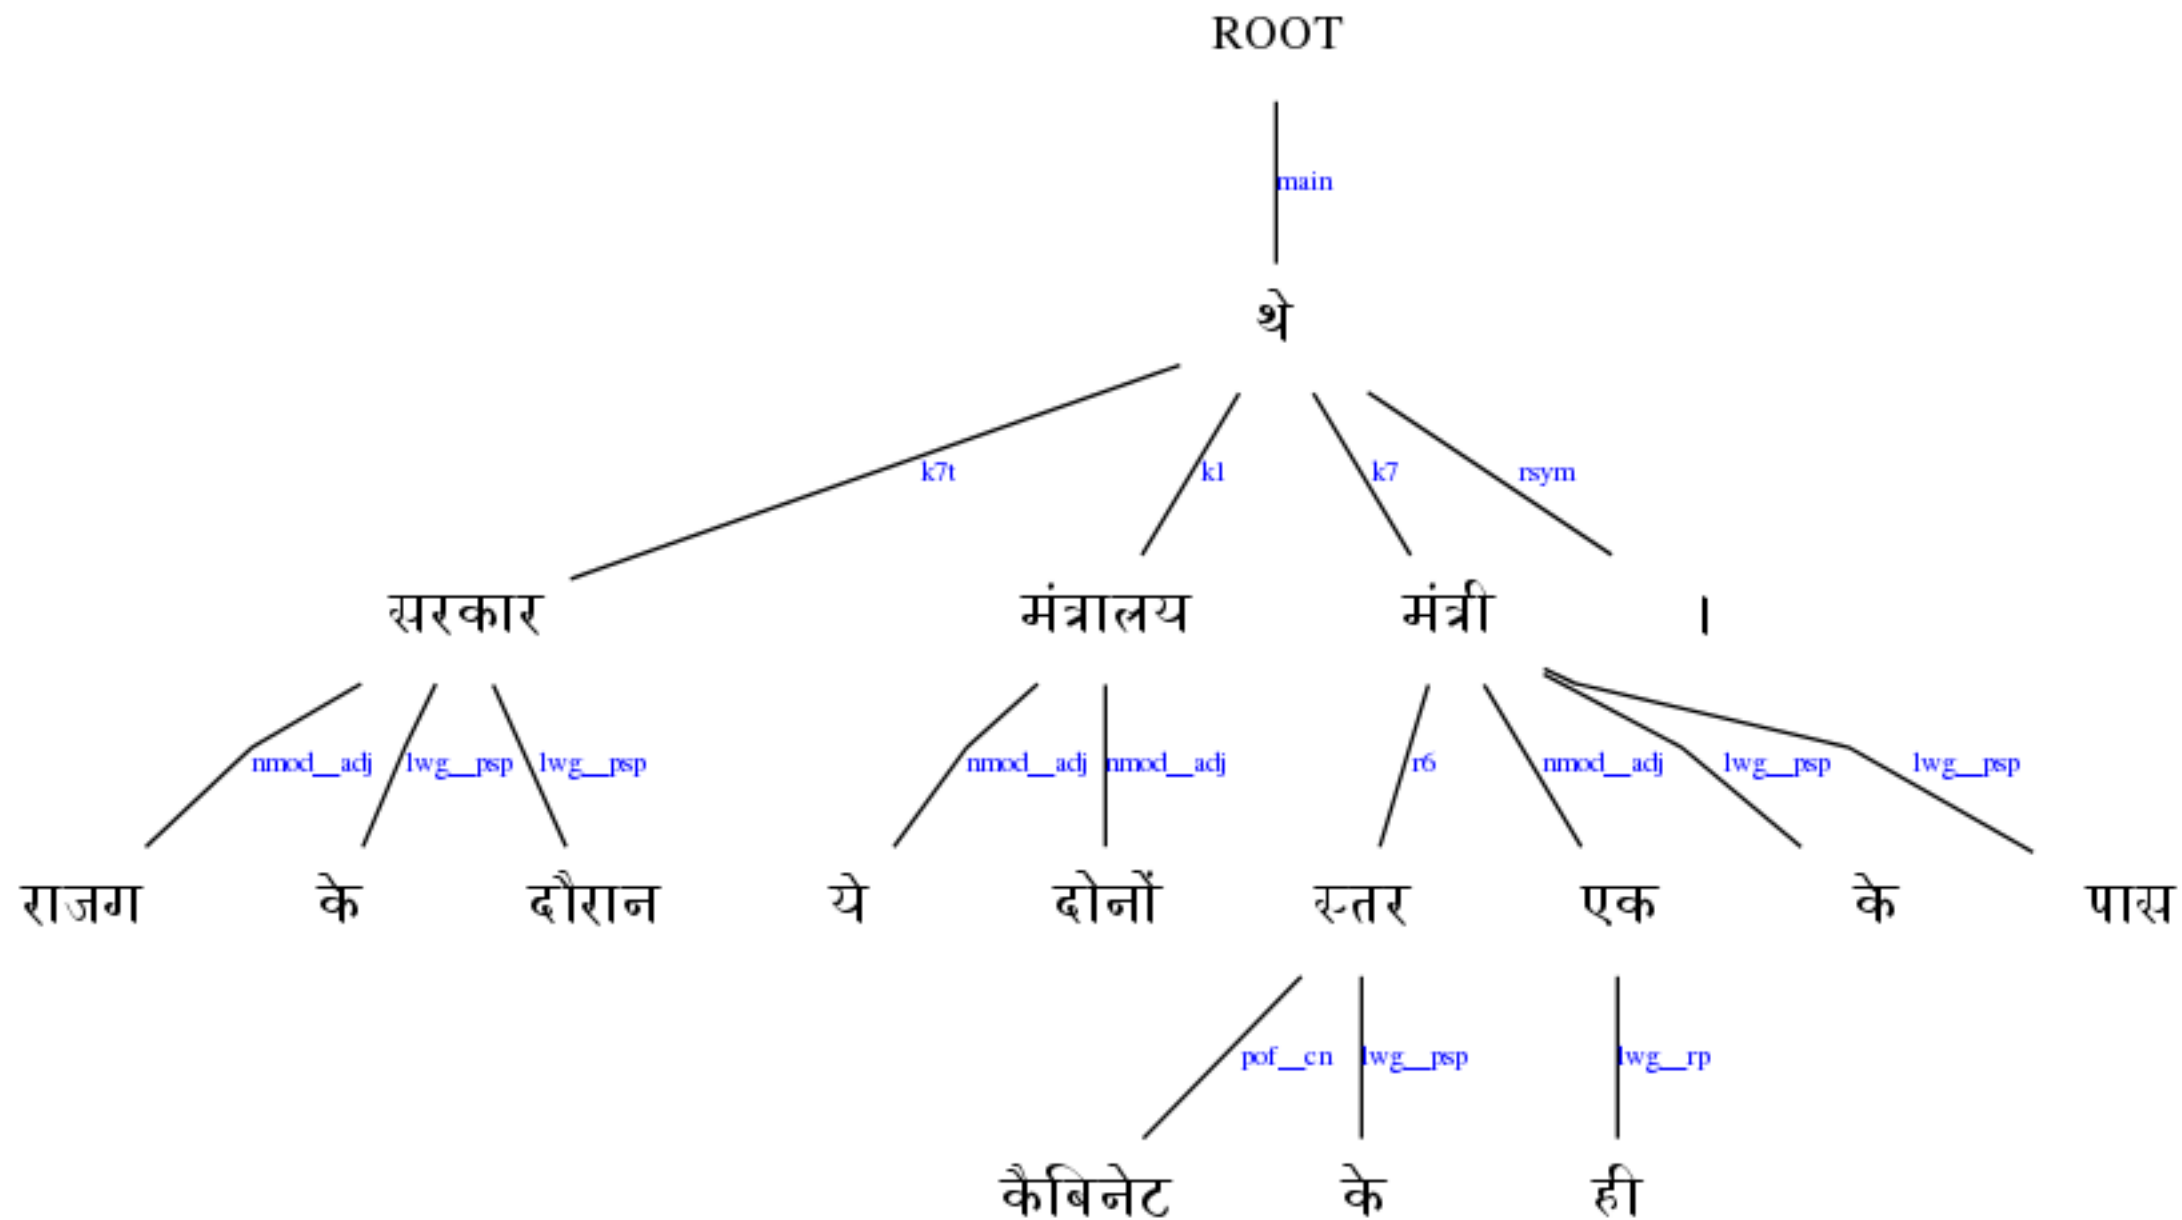 ROOT
main
थे
k7t k1 k7 rsym
सरकार मंत्रालय मंत्री ।
nmod__adj lwg__psp lwg__psp nmod__adj nmod__adj r6 nmod__adj lwg__psp lwg__psp
राजग के दौरान ये दोनों स्तर एक के पास
pof__cn lwg__psp lwg__rp
कैबिनेट के ही